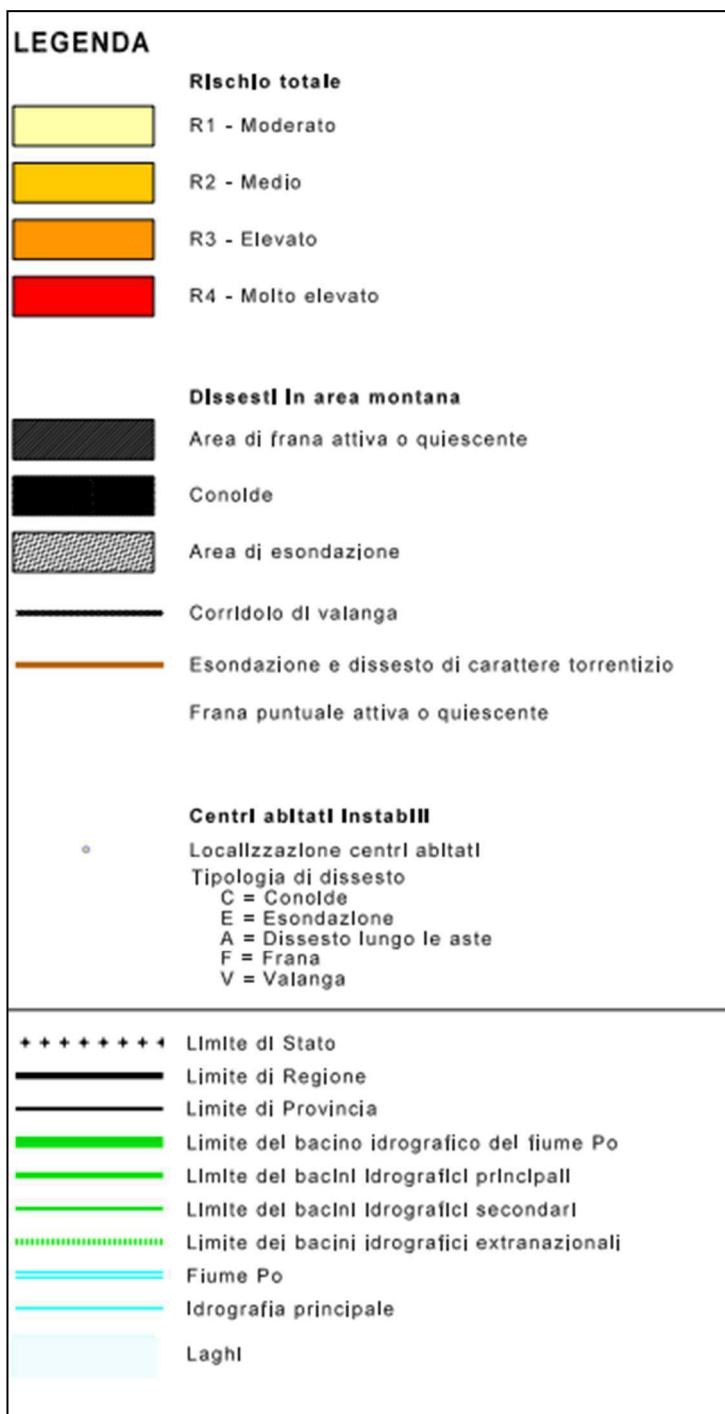 LEGENDA
Rischio totale
R1 - Moderato
R2 - Medio
R3 - Elevato
R4 - Molto elevato
Dissesti in area montana
Area di frana attiva o quiescente
Conoide
Area di esondazione
Corridoio di valanga
Esondazione e dissesto di carattere torrentizio
Frana puntuale attiva o quiescente
Centri abitati instabili
Localizzazione centri abitati
Tipologia di dissesto
C = Conoide
E = Esondazione
A = Dissesto lungo le aste
F = Frana
V = Valanga
Limite di Stato
Limite di Regione
Limite di Provincia
Limite del bacino idrografico del fiume Po
Limite dei bacini idrografici principali
Limite dei bacini idrografici secondari
Limite dei bacini idrografici extranazionali
Fiume Po
Idrografia principale
Laghi